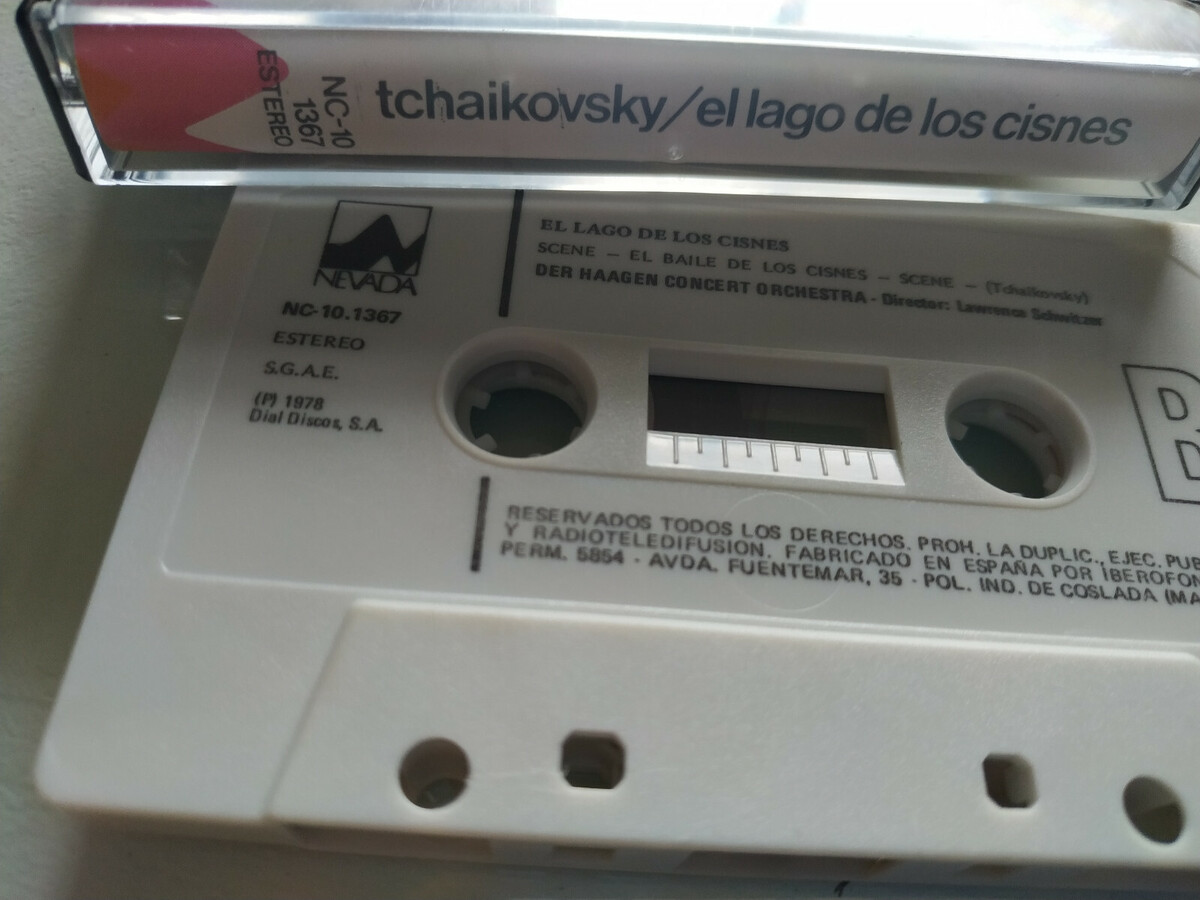 ESTEREO
NC-10
1367
tchaikovsky/el lago de los cisnes
NEVADA
NC-10.1367
ESTEREO
S.G.A.E.
(P) 1978
Dial Discos, S.A.
EL LAGO DE LOS CISNES
SCENE – EL BAILE DE LOS CISNES – SCENE – (Tchaikovsky)
DER HAAGEN CONCERT ORCHESTRA - Director: Lawrence
D
D
RESERVADOS TODOS LOS DERECHOS. PROH. LA DUPLIC., EJEC. PUB
Y RADIOTELEDIFUSION. FABRICADO EN ESPAÑA POR IBEROFON
PERM. 5854 - AVDA. FUENTEMAR, 35 - POL. IND. DE COSLADA (MA